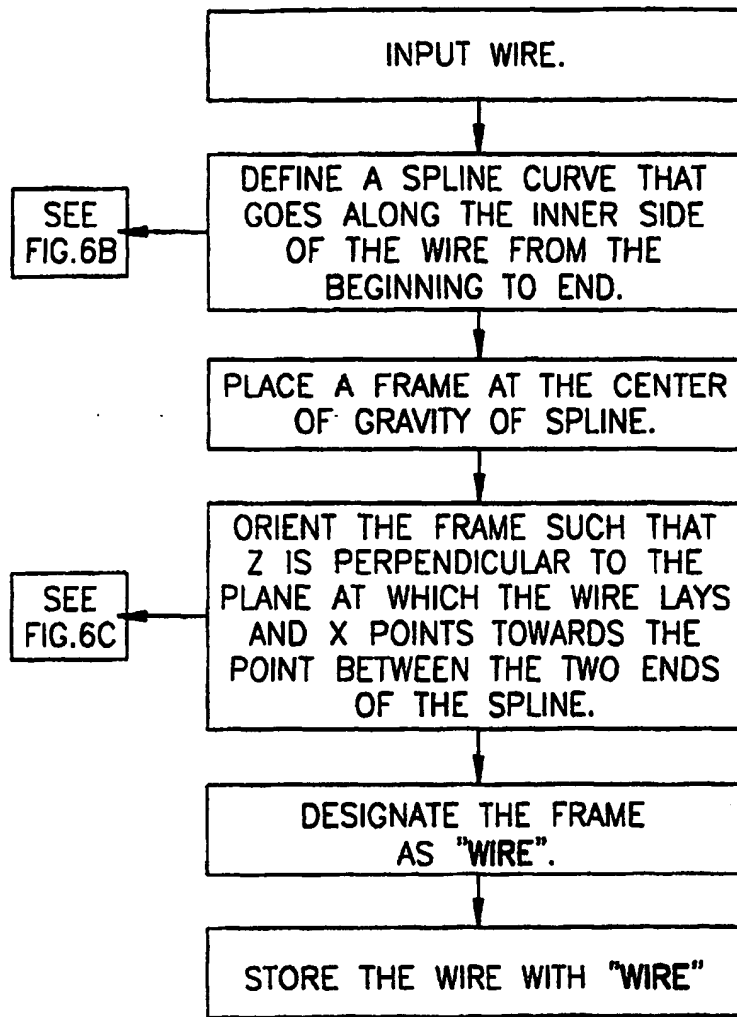 INPUT WIRE.
DEFINE A SPLINE CURVE THAT
GOES ALONG THE INNER SIDE
OF THE WIRE FROM THE
BEGINNING TO END.
SEE
FIG.6B
PLACE A FRAME AT THE CENTER
OF GRAVITY OF SPLINE.
ORIENT THE FRAME SUCH THAT
Z IS PERPENDICULAR TO THE
PLANE AT WHICH THE WIRE LAYS
AND X POINTS TOWARDS THE
POINT BETWEEN THE TWO ENDS
OF THE SPLINE.
SEE
FIG.6C
DESIGNATE THE FRAME
AS "WIRE".
STORE THE WIRE WITH "WIRE"